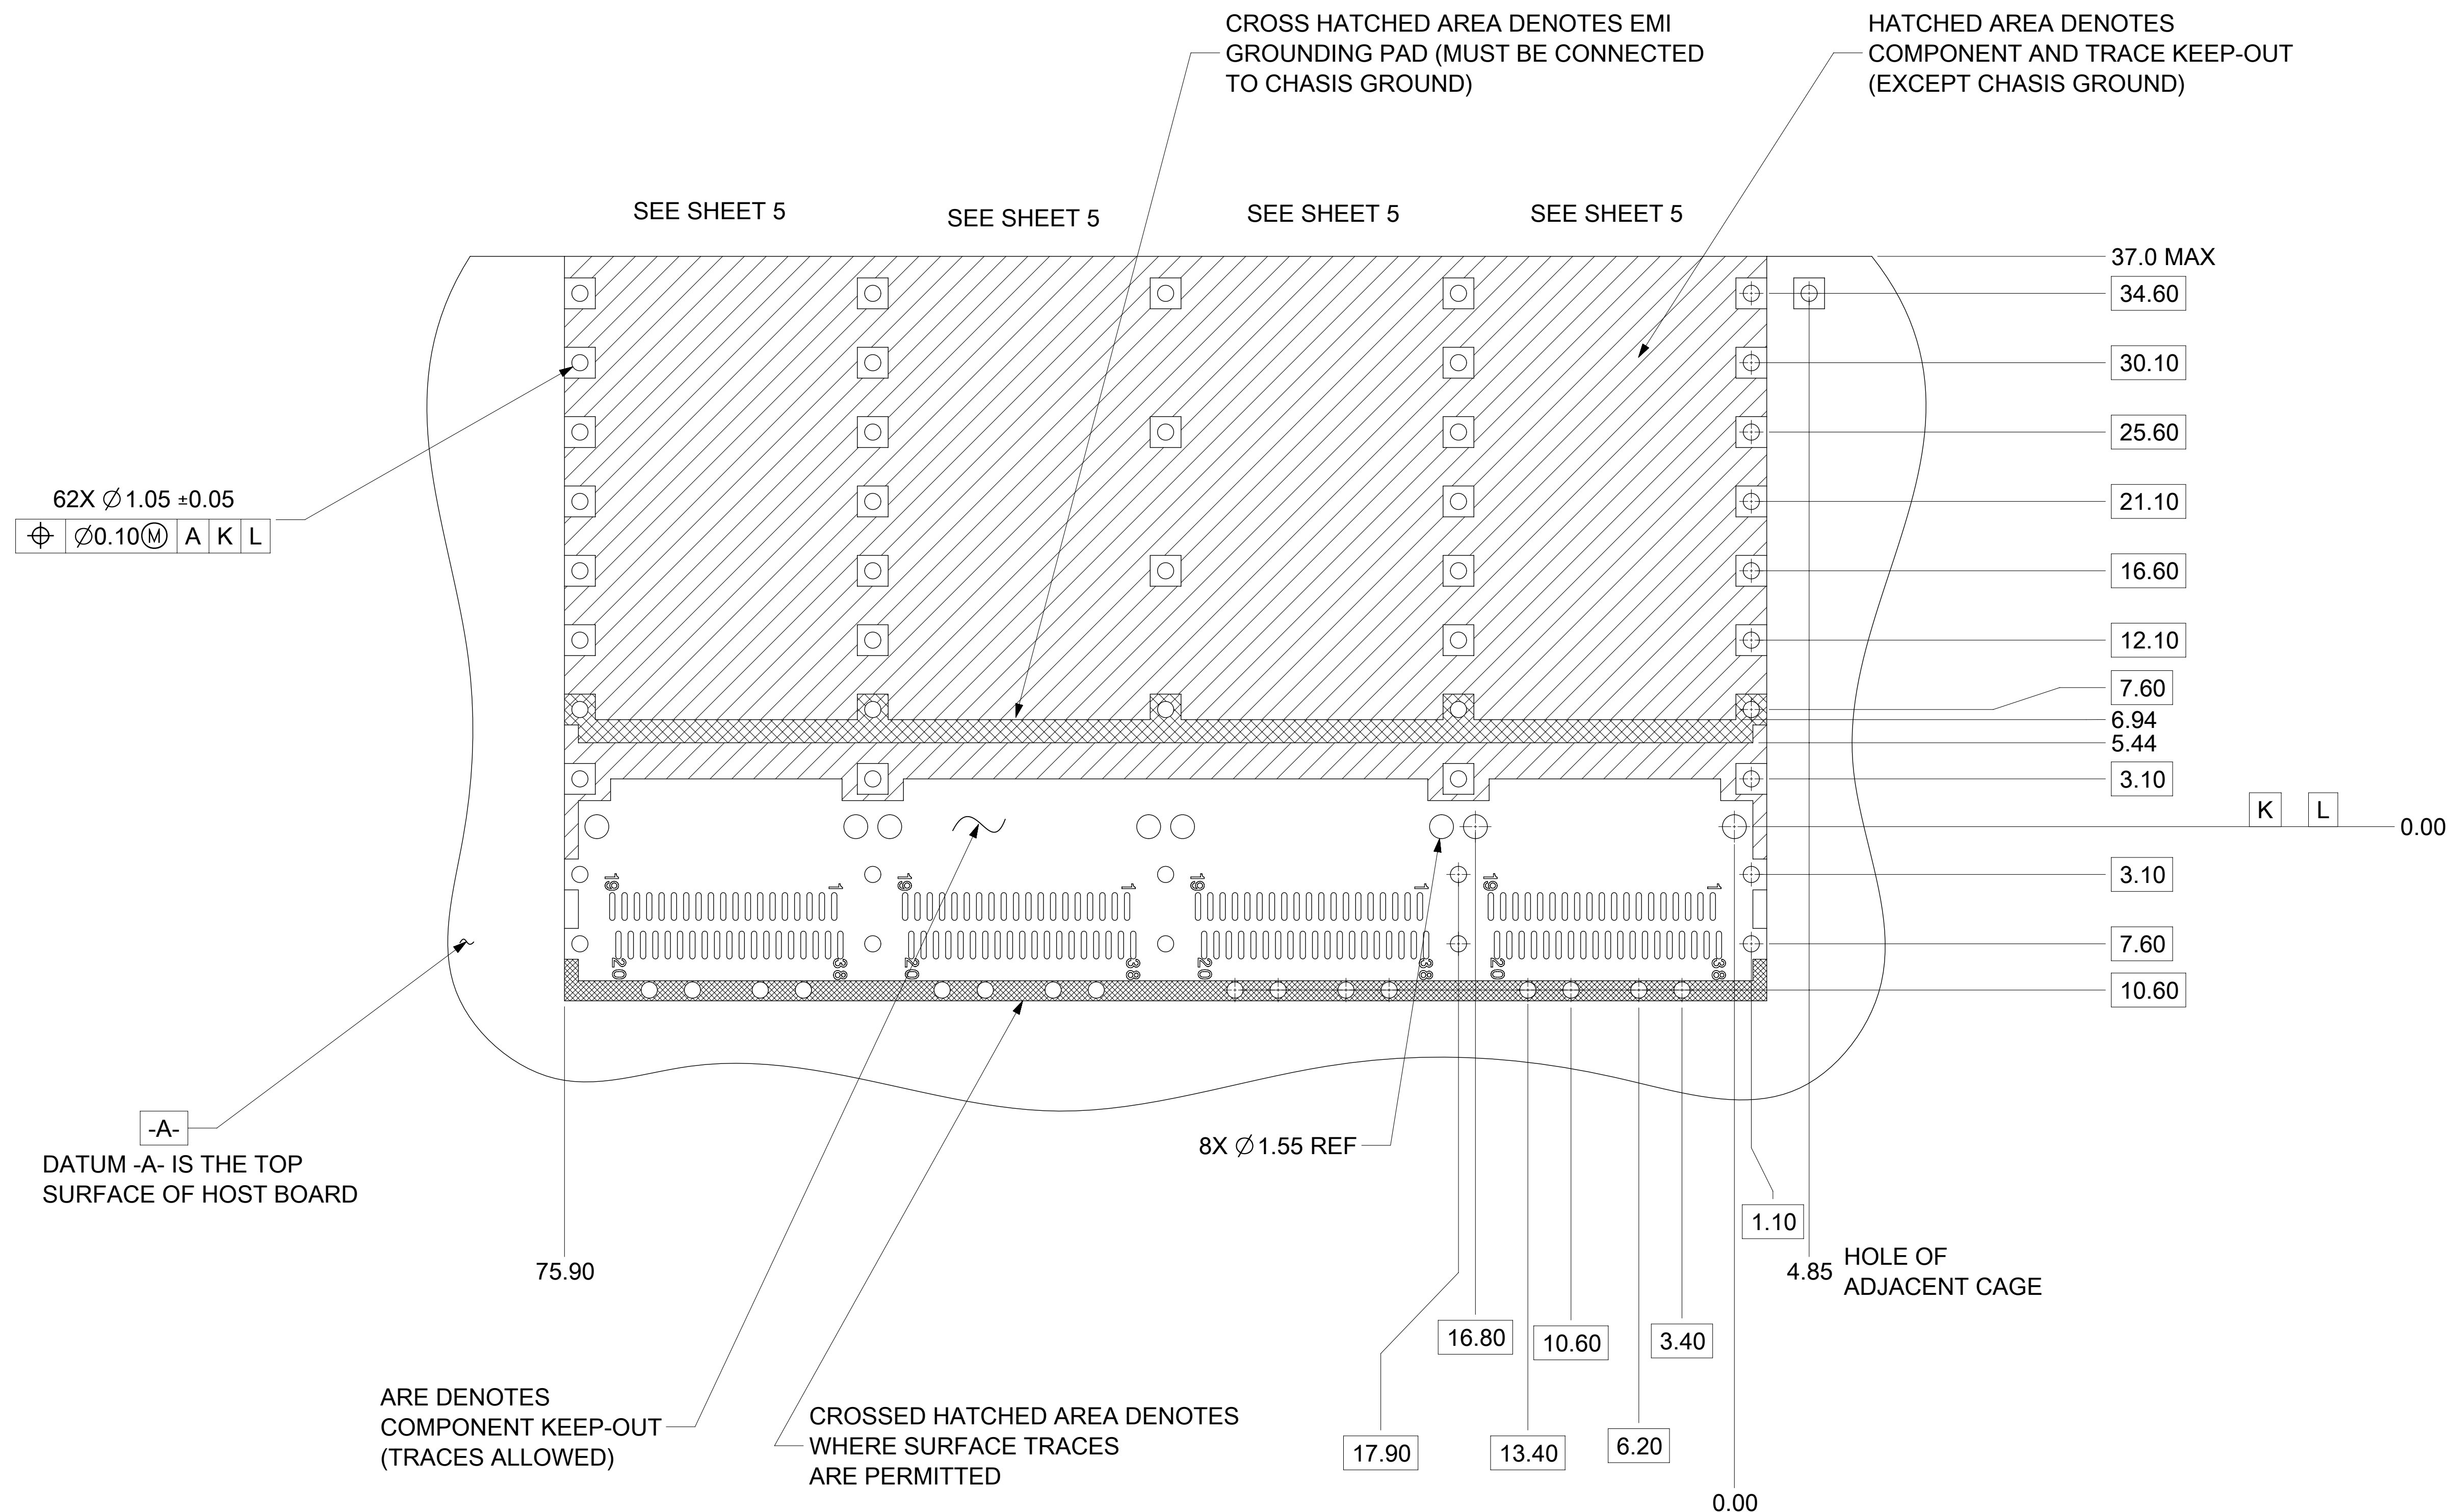 CROSS HATCHED AREA DENOTES EMI
GROUNDING PAD (MUST BE CONNECTED
TO CHASIS GROUND)
HATCHED AREA DENOTES
COMPONENT AND TRACE KEEP-OUT
(EXCEPT CHASIS GROUND)
SEE SHEET 5
SEE SHEET 5
SEE SHEET 5
SEE SHEET 5
37.0 MAX
34.60
30.10
25.60
21.10
16.60
12.10
7.60
6.94
5.44
3.10
K L
0.00
3.10
7.60
10.60
62X ⌀1.05 ±0.05
⌖ ⌀0.10Ⓜ A K L
19 1 19 1 19 1 19 1
20 38 20 38 20 38 20 38
-A-
DATUM -A- IS THE TOP
SURFACE OF HOST BOARD
8X ⌀1.55 REF
1.10
75.90
4.85
HOLE OF
ADJACENT CAGE
16.80
10.60
3.40
17.90
13.40
6.20
0.00
ARE DENOTES
COMPONENT KEEP-OUT
(TRACES ALLOWED)
CROSSED HATCHED AREA DENOTES
WHERE SURFACE TRACES
ARE PERMITTED